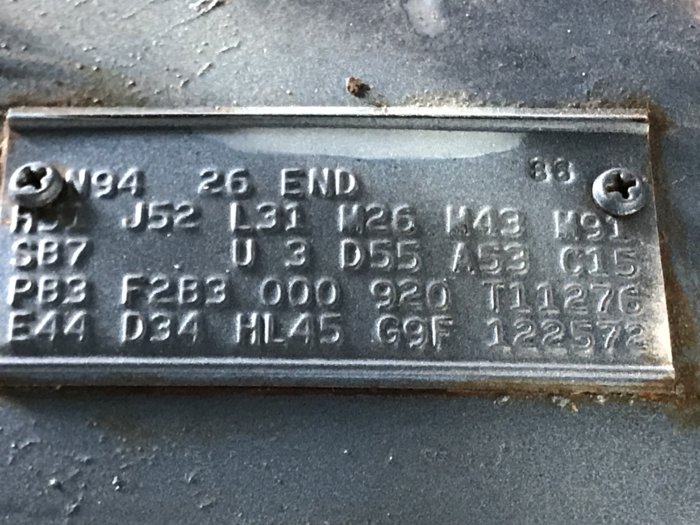 N94 26 END 88
J52 L31 M26 M43 M91
SB7 U 3 D55 A53 C15
PB3 F2B3 000 920 T11276
E44 D34 HL45 G9F 122572